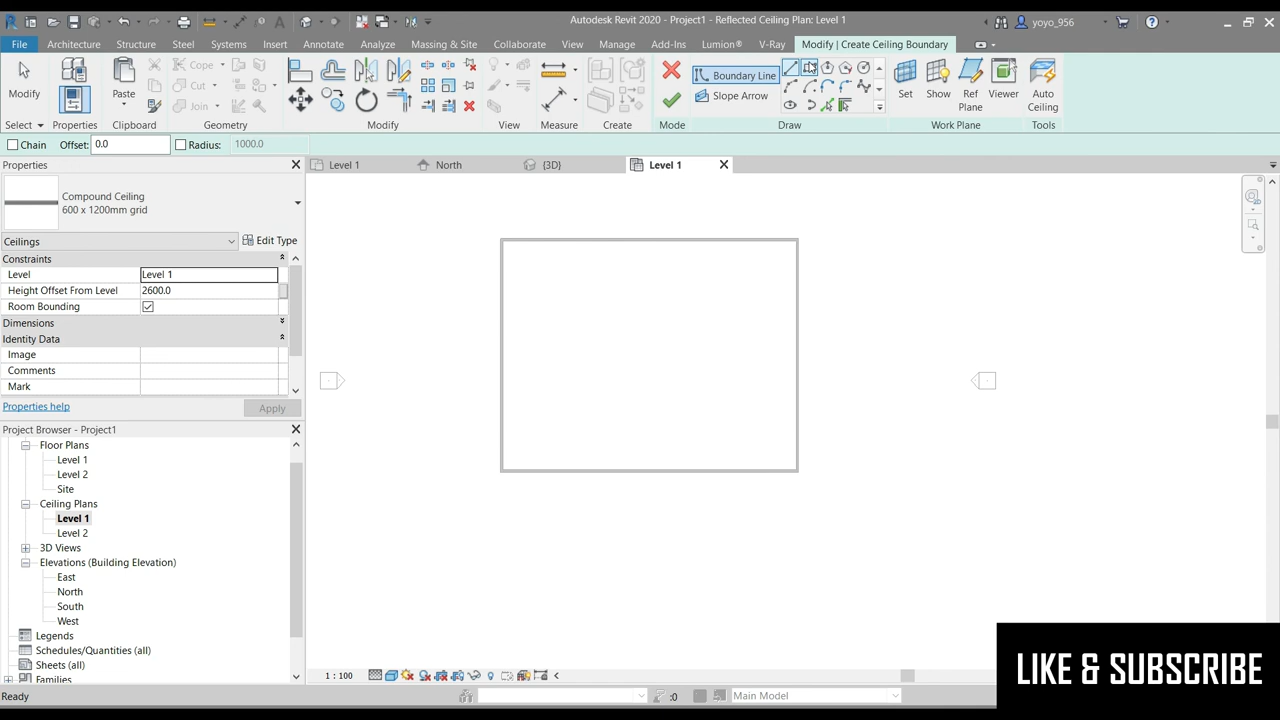 Autodesk Revit 2020 - Project1 - Reflected Ceiling Plan: Level 1
yoyo_956
File Architecture Structure Steel Systems Insert Annotate Analyze Massing & Site Collaborate View Manage Add-Ins Lumion® V-Ray Modify | Create Ceiling Boundary
Modify Paste Cope Cut Join Boundary Line Slope Arrow Set Show Ref Plane Viewer Auto Ceiling
Select Properties Clipboard Geometry Modify View Measure Create Mode Draw Work Plane Tools
Chain Offset: 0.0 Radius: 1000.0
Properties
Level 1 North {3D} Level 1
Compound Ceiling
600 x 1200mm grid
Ceilings Edit Type
Constraints
Level Level 1
Height Offset From Level 2600.0
Room Bounding
Dimensions
Identity Data
Image
Comments
Mark
Properties help Apply
Project Browser - Project1
Floor Plans
Level 1
Level 2
Site
Ceiling Plans
Level 1
Level 2
3D Views
Elevations (Building Elevation)
East
North
South
West
Legends
Schedules/Quantities (all)
Sheets (all)
Families
1 : 100
Ready :0 Main Model
LIKE & SUBSCRIBE